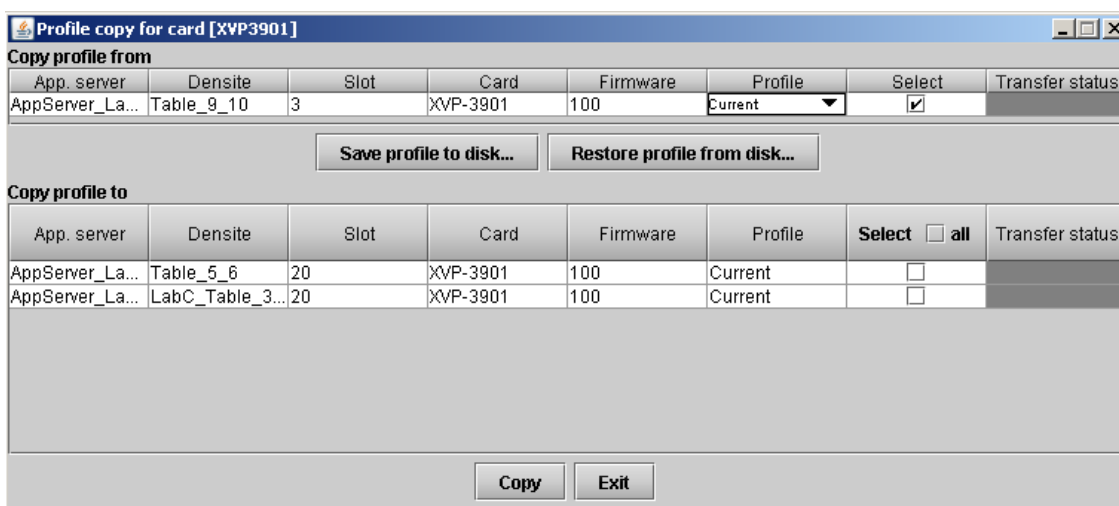 Profile copy for card [XVP3901]
Copy profile from
App. server Densite Slot Card Firmware Profile Select Transfer status
AppServer_La... Table_9_10 3 XVP-3901 100 Current
Save profile to disk... Restore profile from disk...
Copy profile to
App. server Densite Slot Card Firmware Profile Select all Transfer status
AppServer_La... Table_5_6 20 XVP-3901 100 Current
AppServer_La... LabC_Table_3... 20 XVP-3901 100 Current
Copy Exit